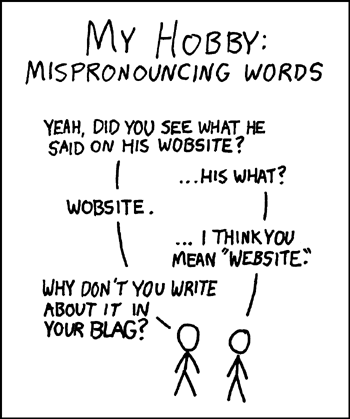 MY HOBBY:
MISPRONOUNCING WORDS
YEAH, DID YOU SEE WHAT HE
SAID ON HIS WOBSITE?
...HIS WHAT?
WOBSITE.
... I THINK YOU
MEAN "WEBSITE."
WHY DON'T YOU WRITE
ABOUT IT IN
YOUR BLAG?